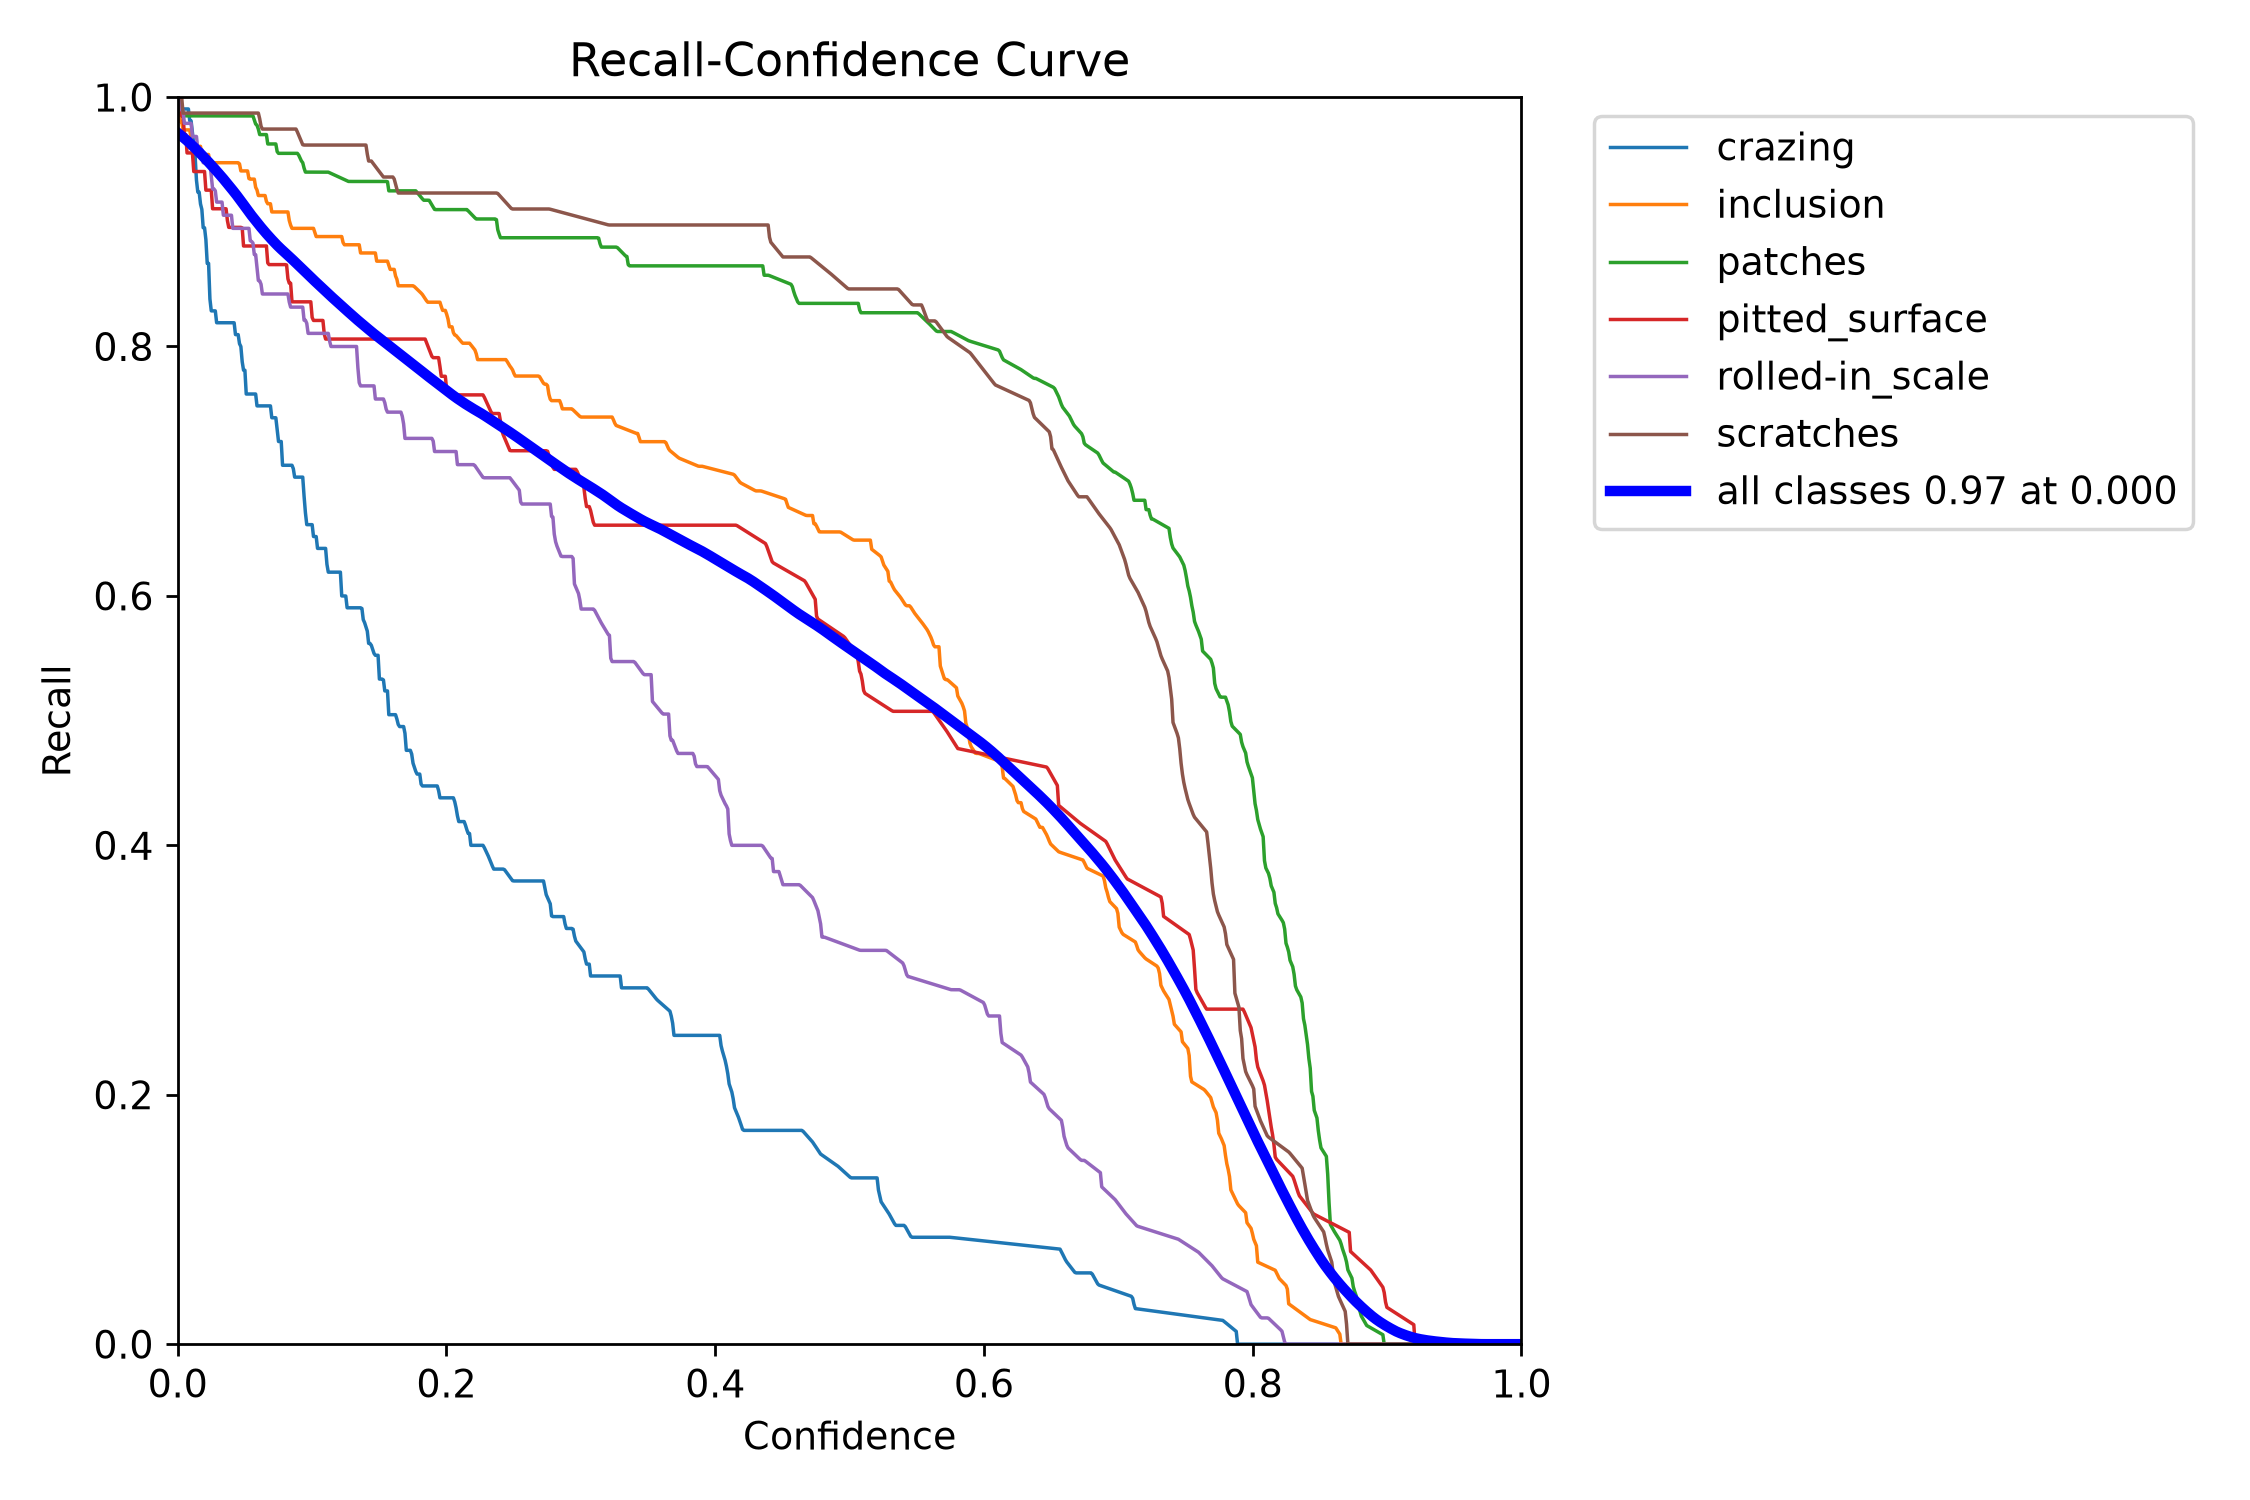 Recall-Confidence Curve
1.0
0.8
0.6
0.4
0.2
0.0
Recall
0.0 0.2 0.4 0.6 0.8 1.0
Confidence
crazing
inclusion
patches
pitted_surface
rolled-in_scale
scratches
all classes 0.97 at 0.000